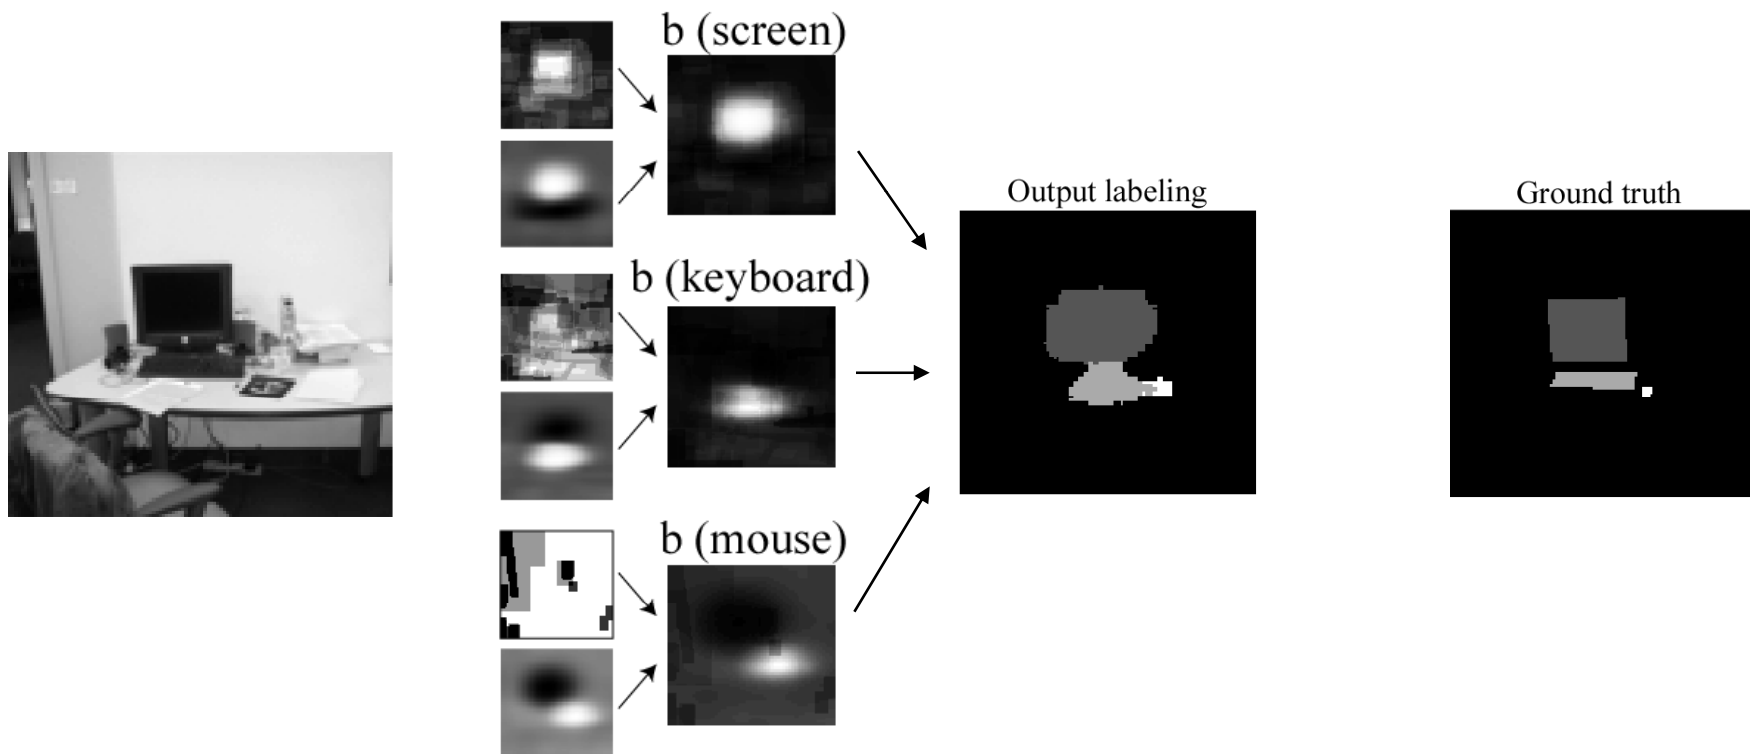 b (screen)
b (keyboard)
b (mouse)
Output labeling
Ground truth